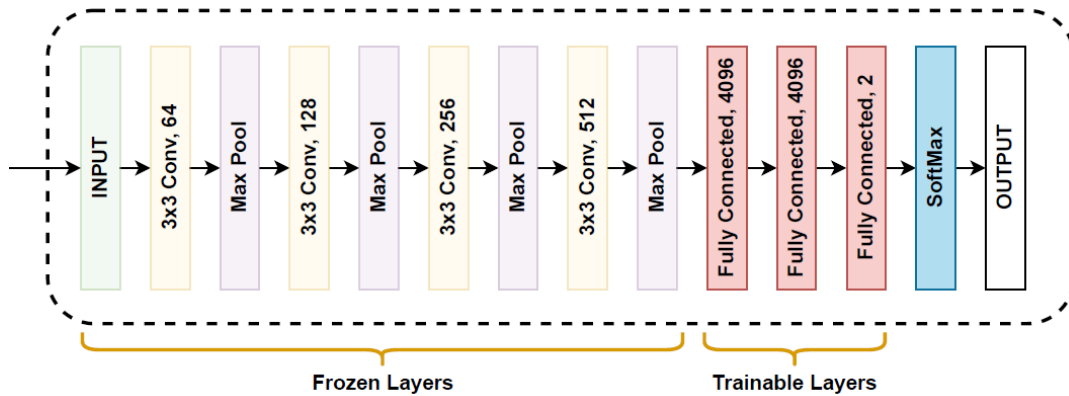 INPUT
3x3 Conv, 64
Max Pool
3x3 Conv, 128
Max Pool
3x3 Conv, 256
Max Pool
3x3 Conv, 512
Max Pool
Fully Connected, 4096
Fully Connected, 4096
Fully Connected, 2
SoftMax
OUTPUT
Frozen Layers
Trainable Layers